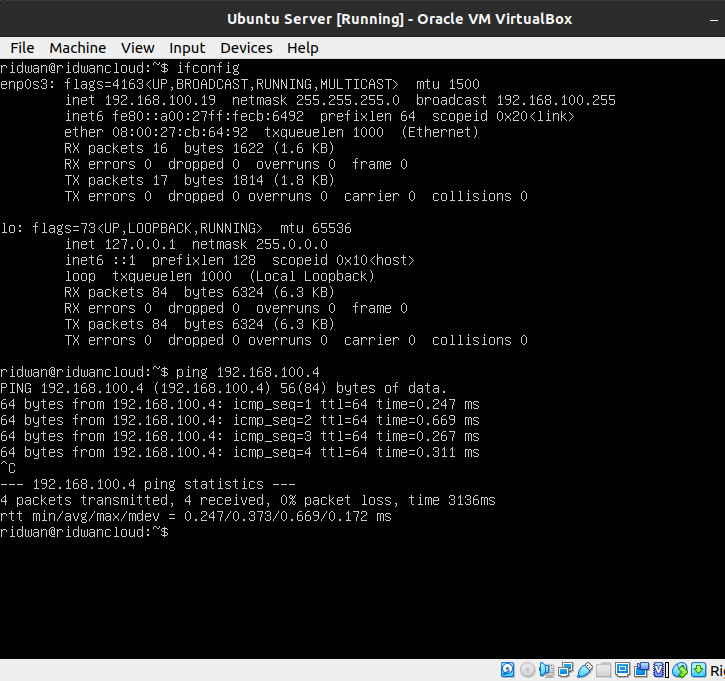 Ubuntu Server [Running] - Oracle VM VirtualBox
File Machine View Input Devices Help
ridwan@ridwancloud:~$ ifconfig
enp0s3: flags=4163<UP,BROADCAST,RUNNING,MULTICAST>  mtu 1500
        inet 192.168.100.19  netmask 255.255.255.0  broadcast 192.168.100.255
        inet6 fe80::a00:27ff:fecb:6492  prefixlen 64  scopeid 0x20<link>
        ether 08:00:27:cb:64:92  txqueuelen 1000  (Ethernet)
        RX packets 16  bytes 1622 (1.6 KB)
        RX errors 0  dropped 0  overruns 0  frame 0
        TX packets 17  bytes 1814 (1.8 KB)
        TX errors 0  dropped 0 overruns 0  carrier 0  collisions 0
lo: flags=73<UP,LOOPBACK,RUNNING>  mtu 65536
        inet 127.0.0.1  netmask 255.0.0.0
        inet6 ::1  prefixlen 128  scopeid 0x10<host>
        loop  txqueuelen 1000  (Local Loopback)
        RX packets 84  bytes 6324 (6.3 KB)
        RX errors 0  dropped 0  overruns 0  frame 0
        TX packets 84  bytes 6324 (6.3 KB)
        TX errors 0  dropped 0 overruns 0  carrier 0  collisions 0
ridwan@ridwancloud:~$ ping 192.168.100.4
PING 192.168.100.4 (192.168.100.4) 56(84) bytes of data.
64 bytes from 192.168.100.4: icmp_seq=1 ttl=64 time=0.247 ms
64 bytes from 192.168.100.4: icmp_seq=2 ttl=64 time=0.669 ms
64 bytes from 192.168.100.4: icmp_seq=3 ttl=64 time=0.267 ms
64 bytes from 192.168.100.4: icmp_seq=4 ttl=64 time=0.311 ms
^C
--- 192.168.100.4 ping statistics ---
4 packets transmitted, 4 received, 0% packet loss, time 3136ms
rtt min/avg/max/mdev = 0.247/0.373/0.669/0.172 ms
ridwan@ridwancloud:~$